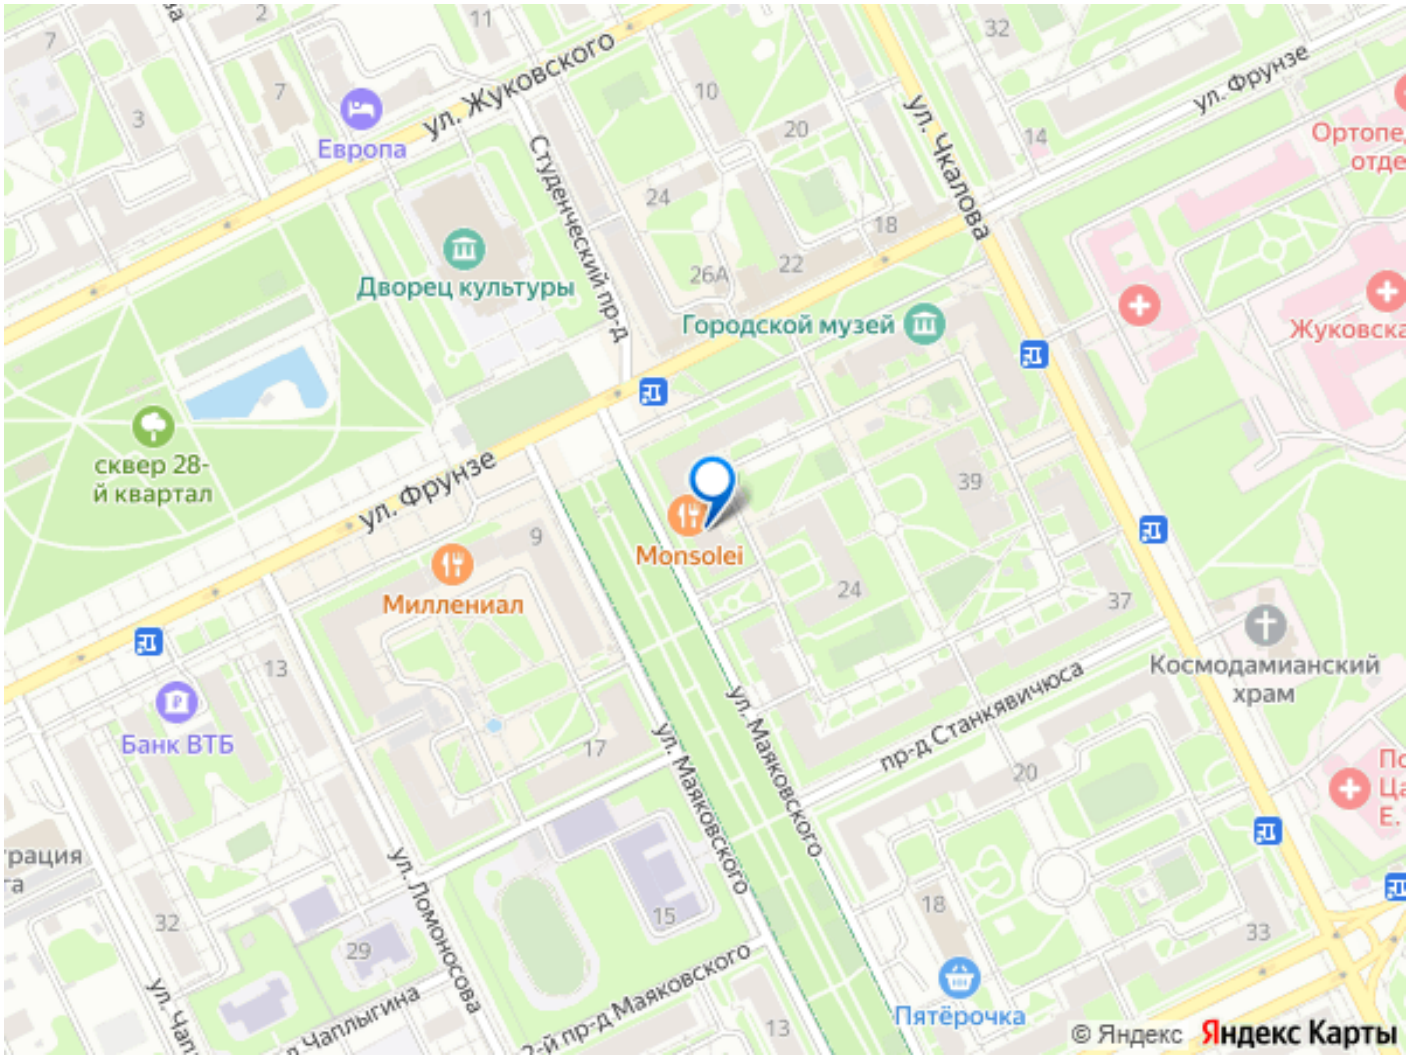 7
2
11
32
ул. Жуковского
10
ул. Фрунзе
7
3
Европа
20
ул. Чкалова
14
Студенческий пр-д
24
18
Дворец культуры
26А
22
Городской музей
Жуковска
сквер 28-
й квартал
ул. Фрунзе
39
9
Monsolei
Миллениал
24
37
Космодамианский
храм
13
Банк ВТБ
17
ул. Маяковского
ул. Маяковского
пр-д Станкявичюса
20
Ц
Е.
рация
га
ул. Ломоносова
32
29
15
18
33
Пятёрочка
2-й пр-д Маяковского
13
Чаплыгина
© Яндекс Яндекс Карты